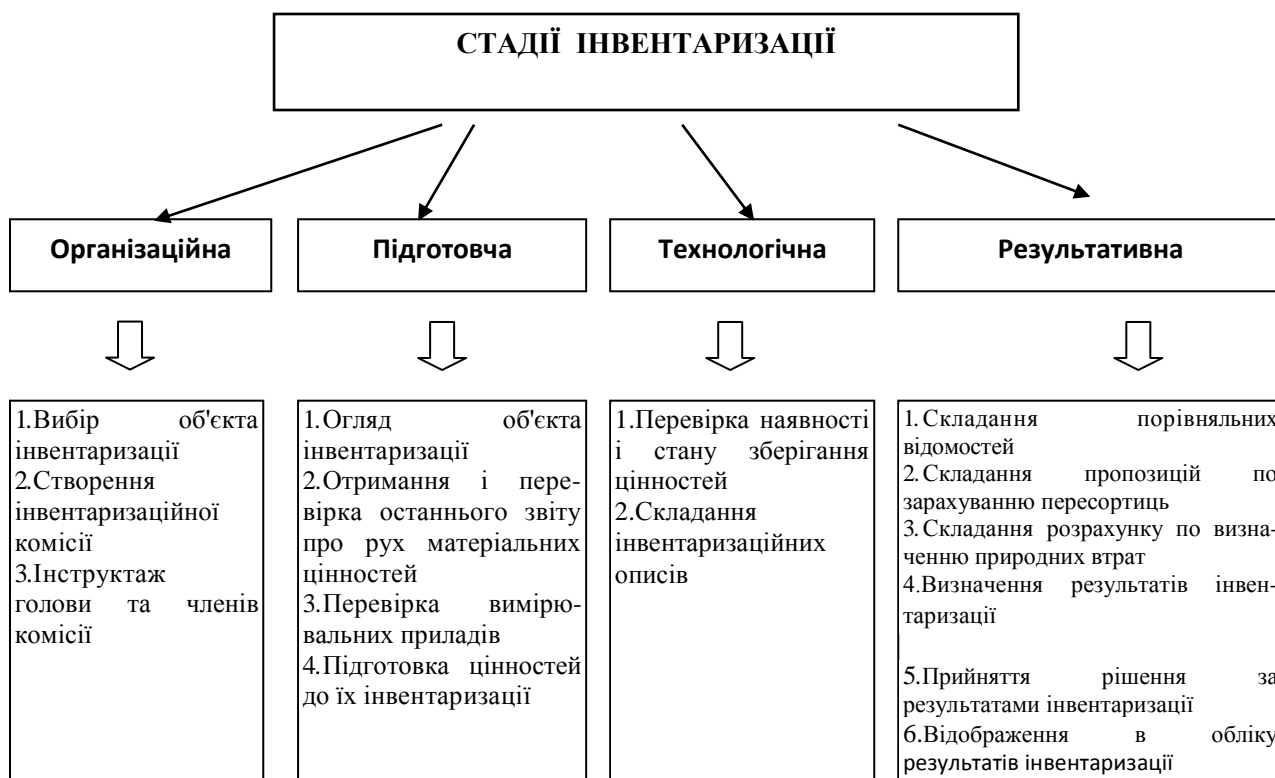 СТАДІЇ ІНВЕНТАРИЗАЦІЇ
Організаційна
Підготовча
Технологічна
Результативна
1.Вибір об'єкта
інвентаризації
2.Створення
інвентаризаційної
комісії
3.Інструктаж
голови та членів
комісії
1.Огляд об'єкта
інвентаризації
2.Отримання і пере-
вірка останнього звіту
про рух матеріальних
цінностей
3.Перевірка вимірю-
вальних приладів
4.Підготовка цінностей
до їх інвентаризації
1.Перевірка наявності
і стану зберігання
цінностей
2.Складання
інвентаризаційних
описів
1.Складання порівняльних
відомостей
2.Складання пропозицій по
зарахуванню пересортиць
3.Складання розрахунку по визна-
ченню природних втрат
4.Визначення результатів інвен-
таризації
5.Прийняття рішення за
результатами інвентаризації
6.Відображення в обліку
результатів інвентаризації